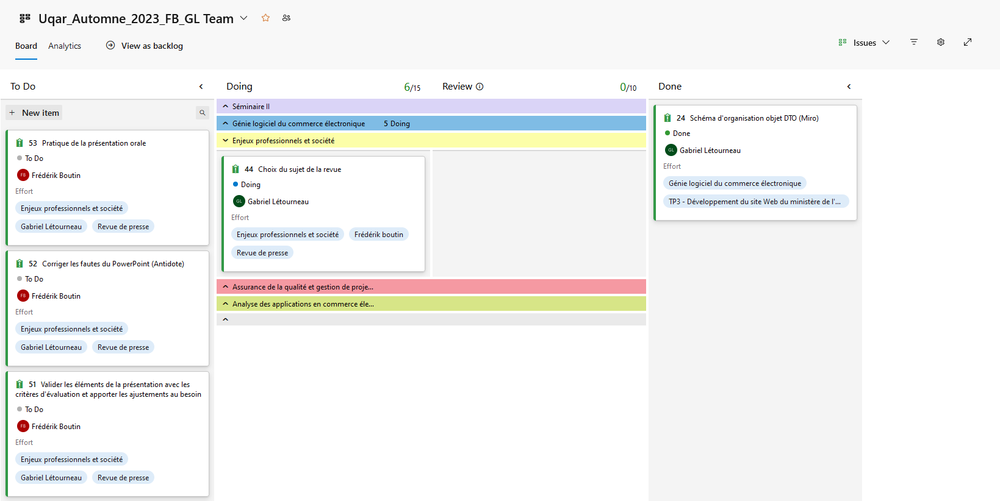 Uqar_Automne_2023_FB_GL Team
Board Analytics View as backlog
Issues
To Do
+ New item
53 Pratique de la présentation orale
To Do
FB Frédérik Boutin
Effort
Enjeux professionnels et société
Gabriel Létourneau Revue de presse
52 Corriger les fautes du PowerPoint (Antidote)
To Do
FB Frédérik Boutin
Effort
Enjeux professionnels et société
Gabriel Létourneau Revue de presse
51 Valider les éléments de la présentation avec les
critères d'évaluation et apporter les ajustements au besoin
To Do
FB Frédérik Boutin
Effort
Enjeux professionnels et société
Gabriel Létourneau Revue de presse
Doing 6/15
Review 0/10
Séminaire II
Génie logiciel du commerce électronique 5 Doing
Enjeux professionnels et société
44 Choix du sujet de la revue
Doing
GL Gabriel Létourneau
Effort
Enjeux professionnels et société Frédérik boutin
Revue de presse
Assurance de la qualité et gestion de proje...
Analyse des applications en commerce éle...
Done
24 Schéma d'organisation objet DTO (Miro)
Done
GL Gabriel Létourneau
Effort
Génie logiciel du commerce électronique
TP3 - Développement du site Web du ministère de l'...